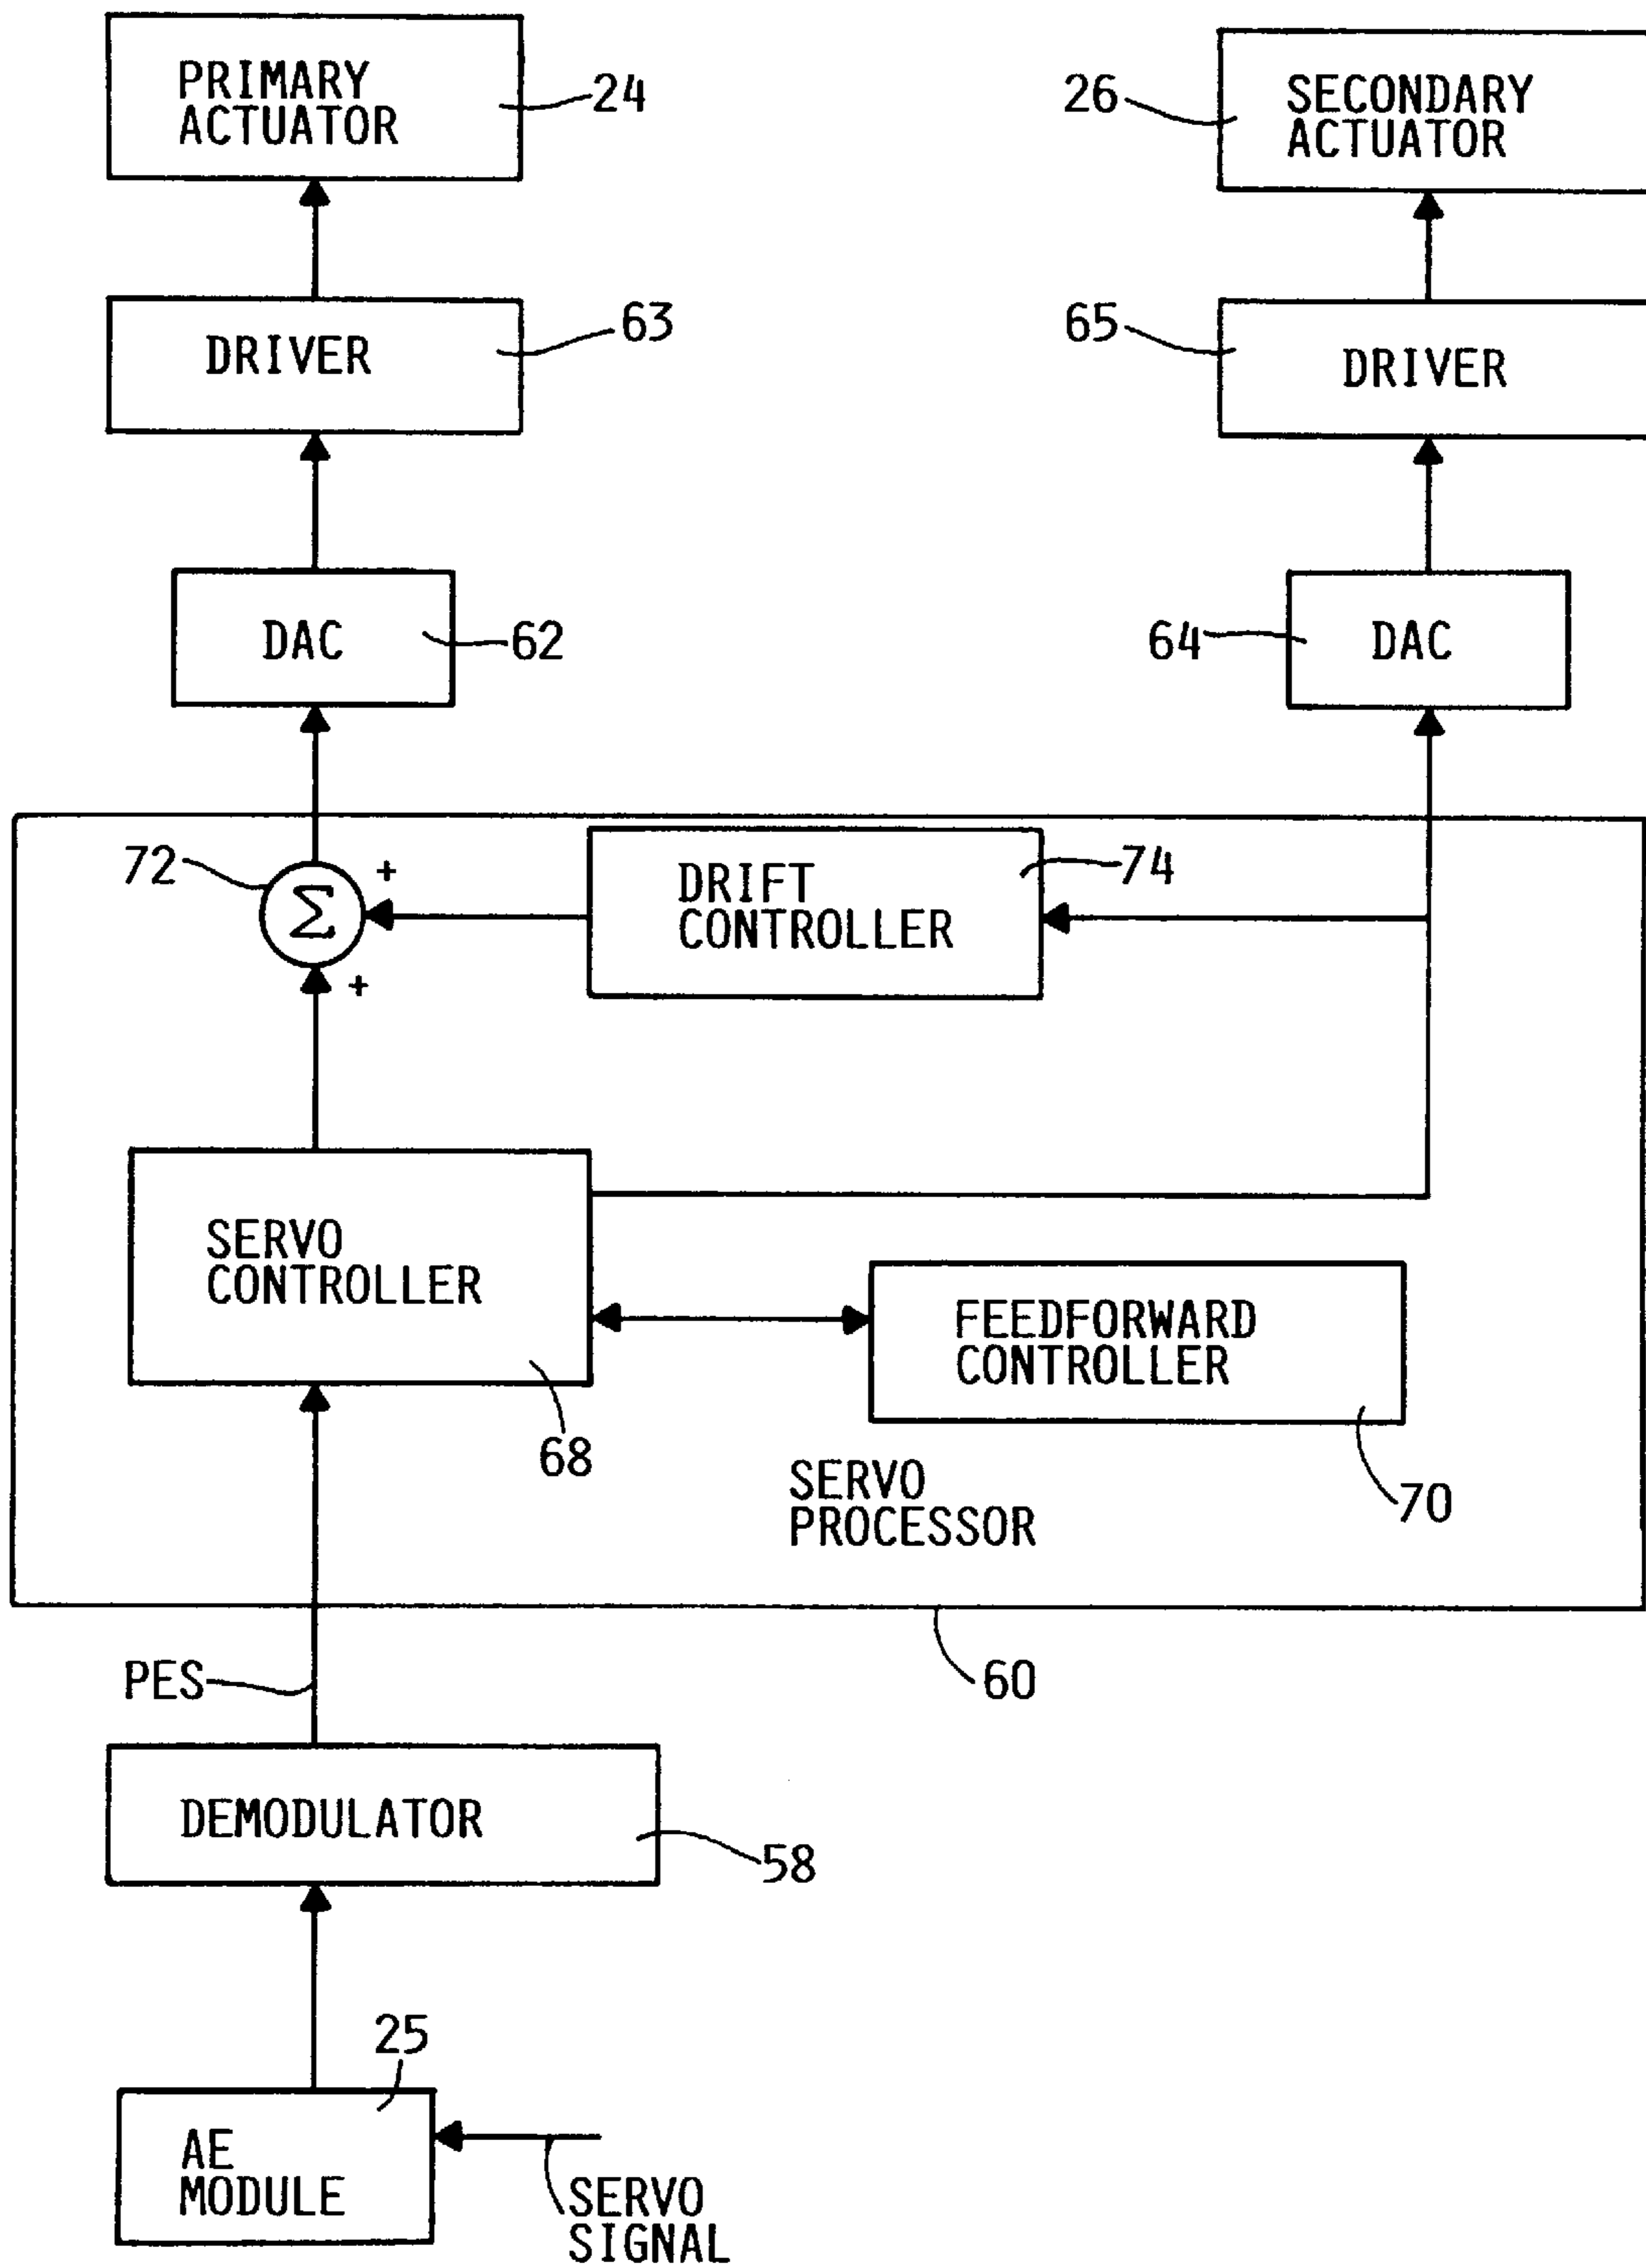 PRIMARY
ACTUATOR
24
26
SECONDARY
ACTUATOR
DRIVER
63
65
DRIVER
DAC
62
64
DAC
72
+
Σ
+
DRIFT
CONTROLLER
74
SERVO
CONTROLLER
68
FEEDFORWARD
CONTROLLER
70
SERVO
PROCESSOR
60
PES
DEMODULATOR
58
25
AE
MODULE
SERVO
SIGNAL